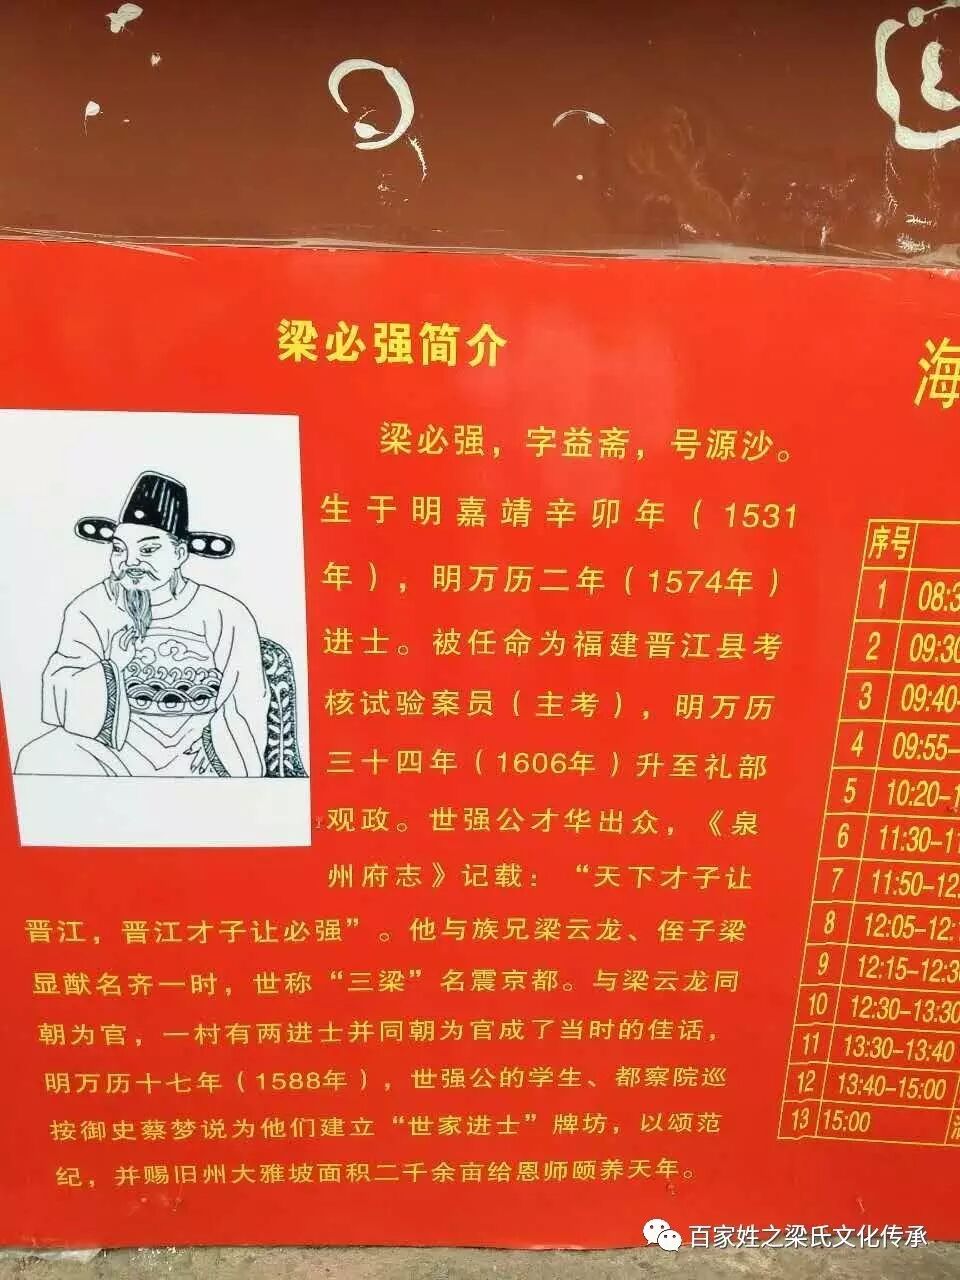 梁必强简介
梁必强，字益斋，号源沙。
生于明嘉靖辛卯年（1531
年），明万历二年（1574年）
进士。被任命为福建晋江县考
核试验案员（主考），明万历
三十四年（1606年）升至礼部
观政。世强公才华出众，《泉
州府志》记载：“天下才子让
晋江，晋江才子让必强”。他与族兄梁云龙、侄子梁
显猷名齐一时，世称“三梁”名震京都。与梁云龙同
朝为官，一村有两进士并同朝为官成了当时的佳话，
明万历十七年（1588年），世强公的学生、都察院巡
按御史蔡梦说为他们建立“世家进士”牌坊，以颂范
纪，并赐旧州大雅坡面积二千余亩给恩师颐养天年。
海
序号
1 08:3
2 09:30
3 09:40-
4 09:55-
5 10:20-1
6 11:30-11
7 11:50-12
8 12:05-12:1
9 12:15-12:3
10 12:30-13:30
11 13:30-13:40
12 13:40-15:00
13 15:00
百家姓之梁氏文化传承